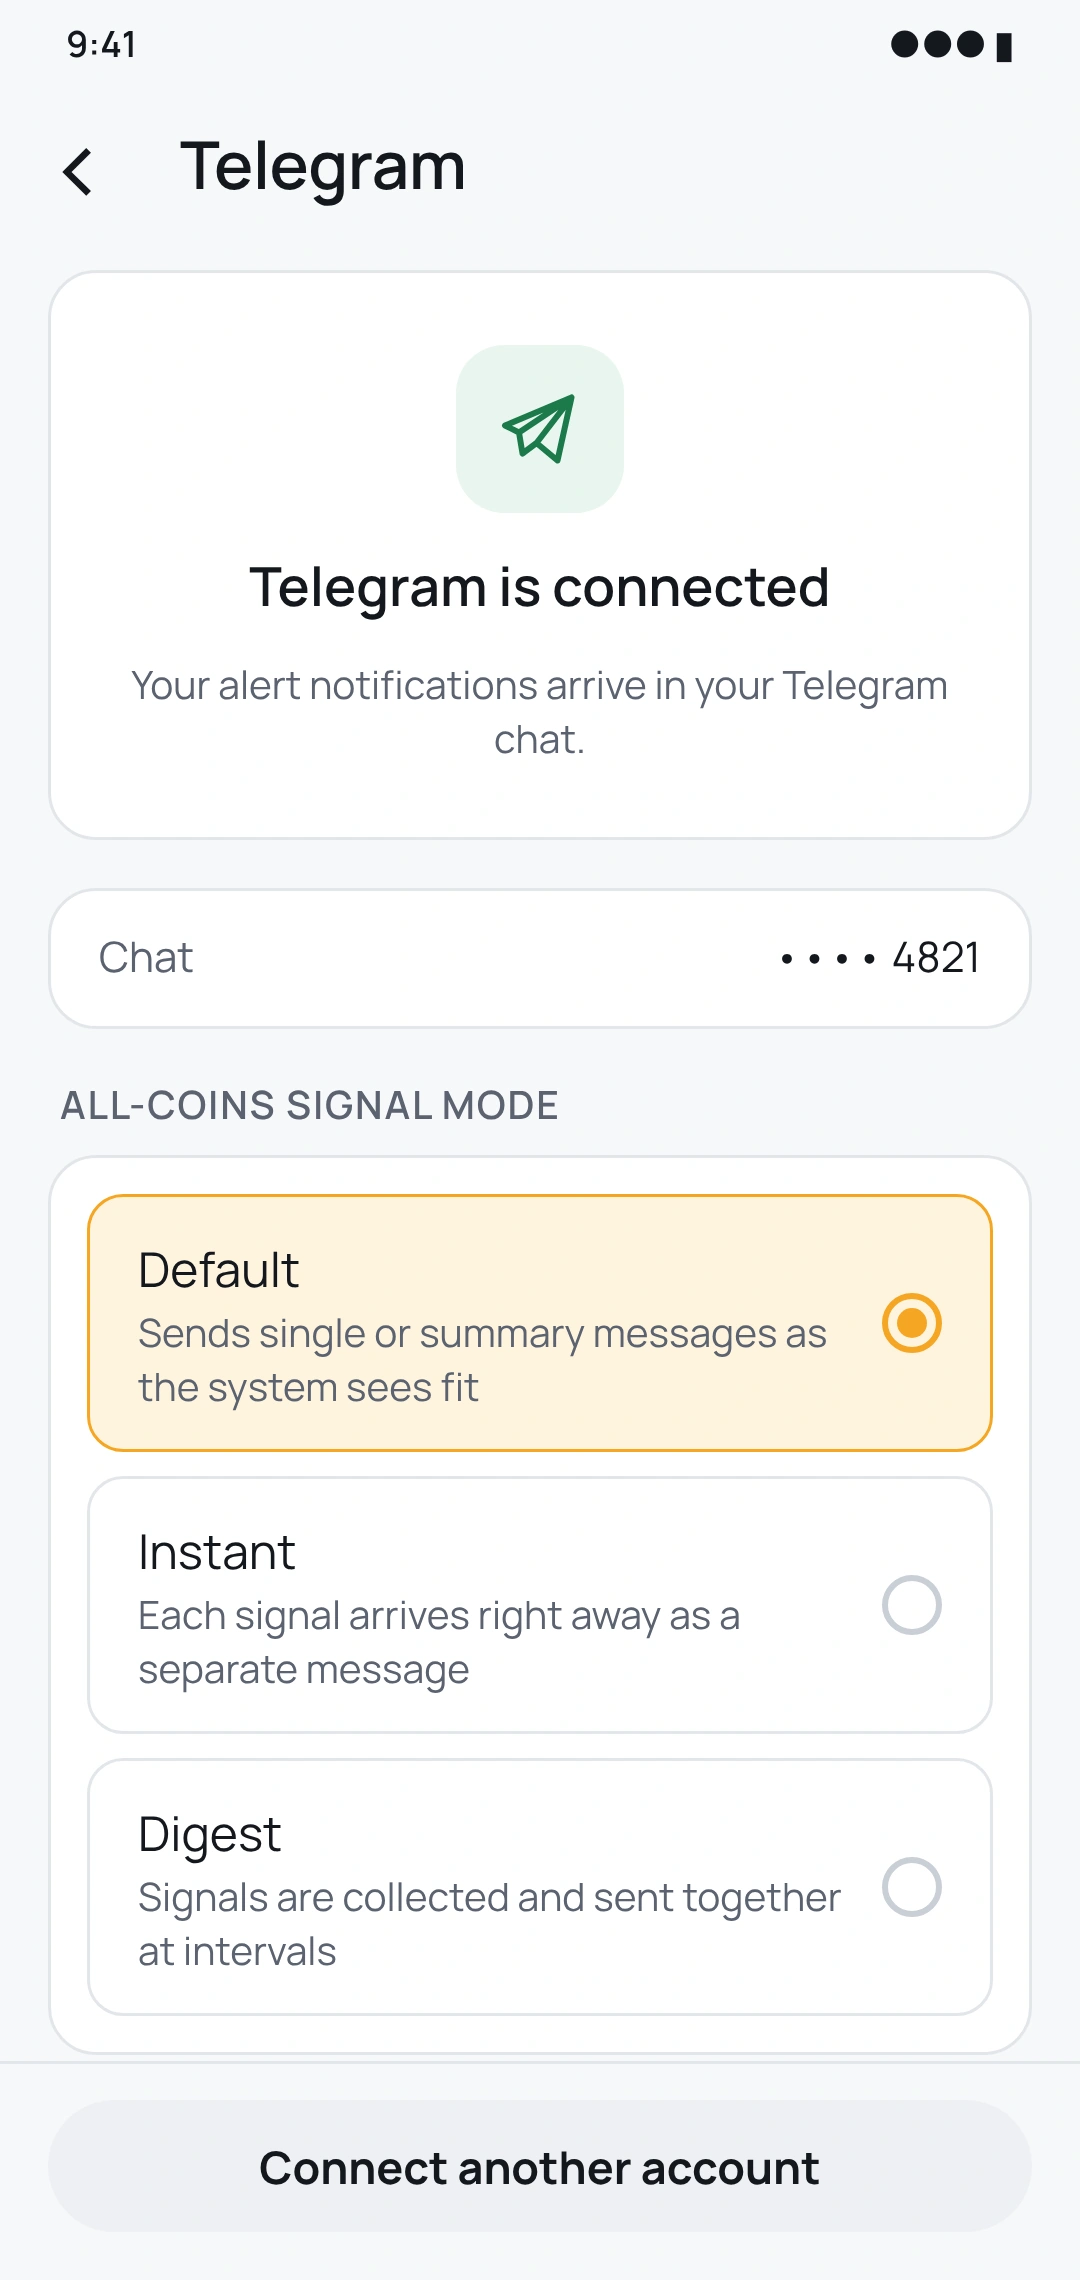 9:41
Telegram
Telegram is connected
Your alert notifications arrive in your Telegram
chat.
Chat
•••• 4821
ALL-COINS SIGNAL MODE
Default
Sends single or summary messages as
the system sees fit
Instant
Each signal arrives right away as a
separate message
Digest
Signals are collected and sent together
at intervals
Connect another account